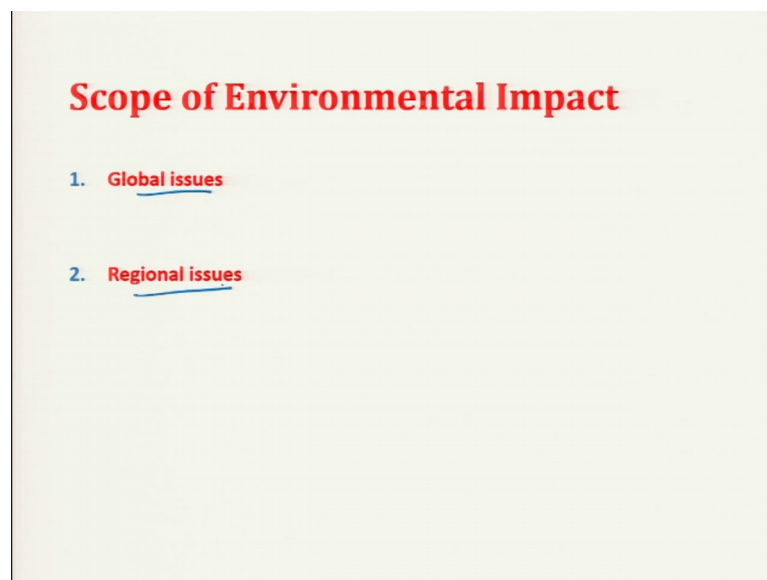 Scope of Environmental Impact
1. Global issues
2. Regional issues